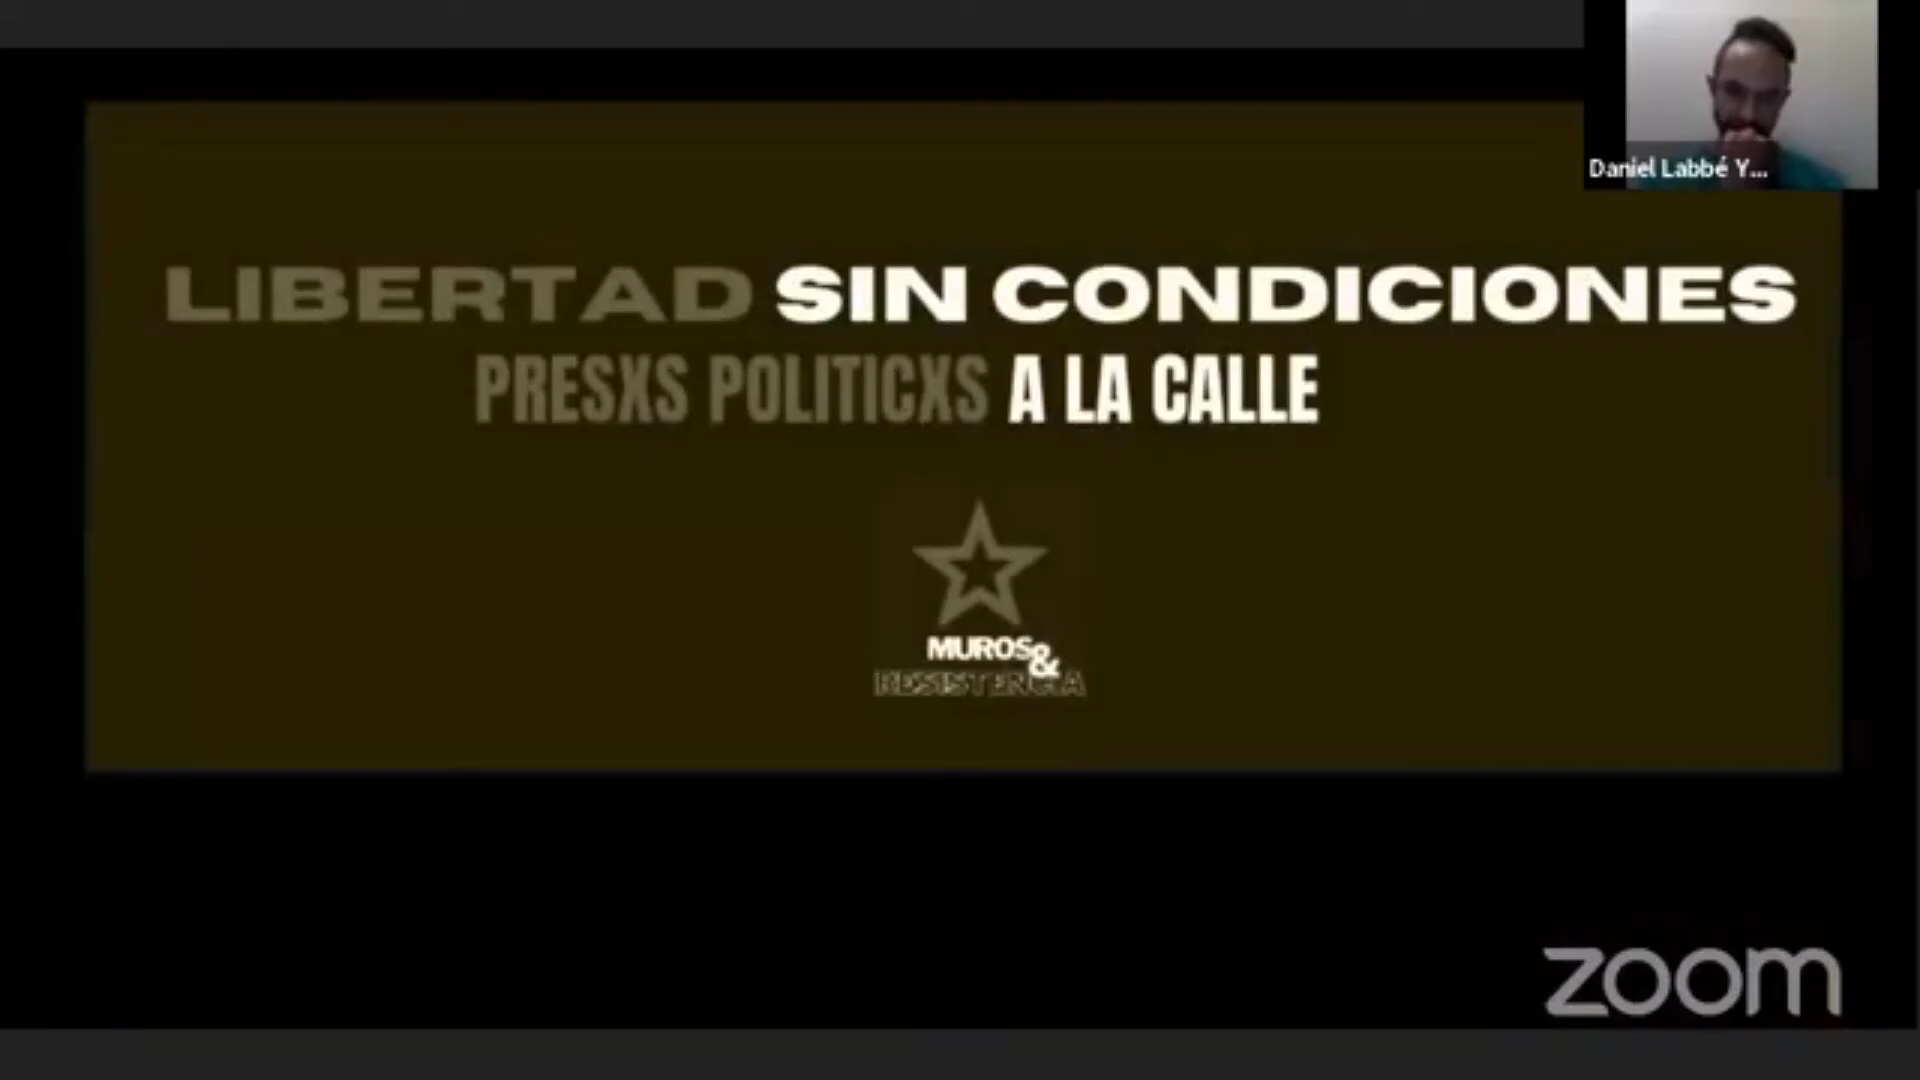 Daniel Labbé Y...
LIBERTAD SIN CONDICIONES
PRESXS POLITICXS A LA CALLE
MUROS&
RESISTENCIA
zoom